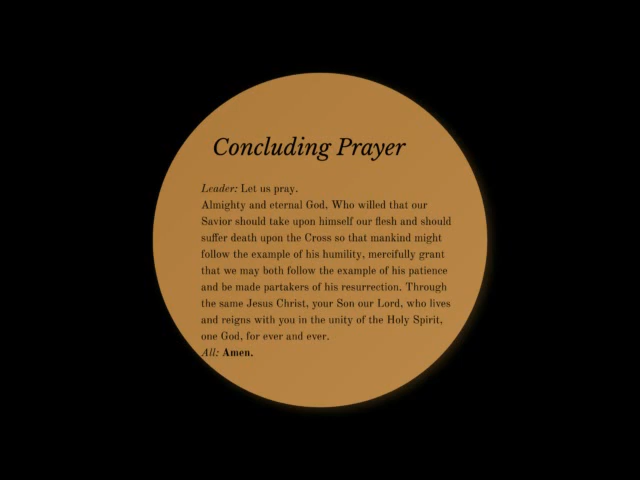 Concluding Prayer
Leader: Let us pray.
Almighty and eternal God, Who willed that our
Savior should take upon himself our flesh and should
suffer death upon the Cross so that mankind might
follow the example of his humility, mercifully grant
that we may both follow the example of his patience
and be made partakers of his resurrection. Through
the same Jesus Christ, your Son our Lord, who lives
and reigns with you in the unity of the Holy Spirit,
one God, for ever and ever.
All: Amen.